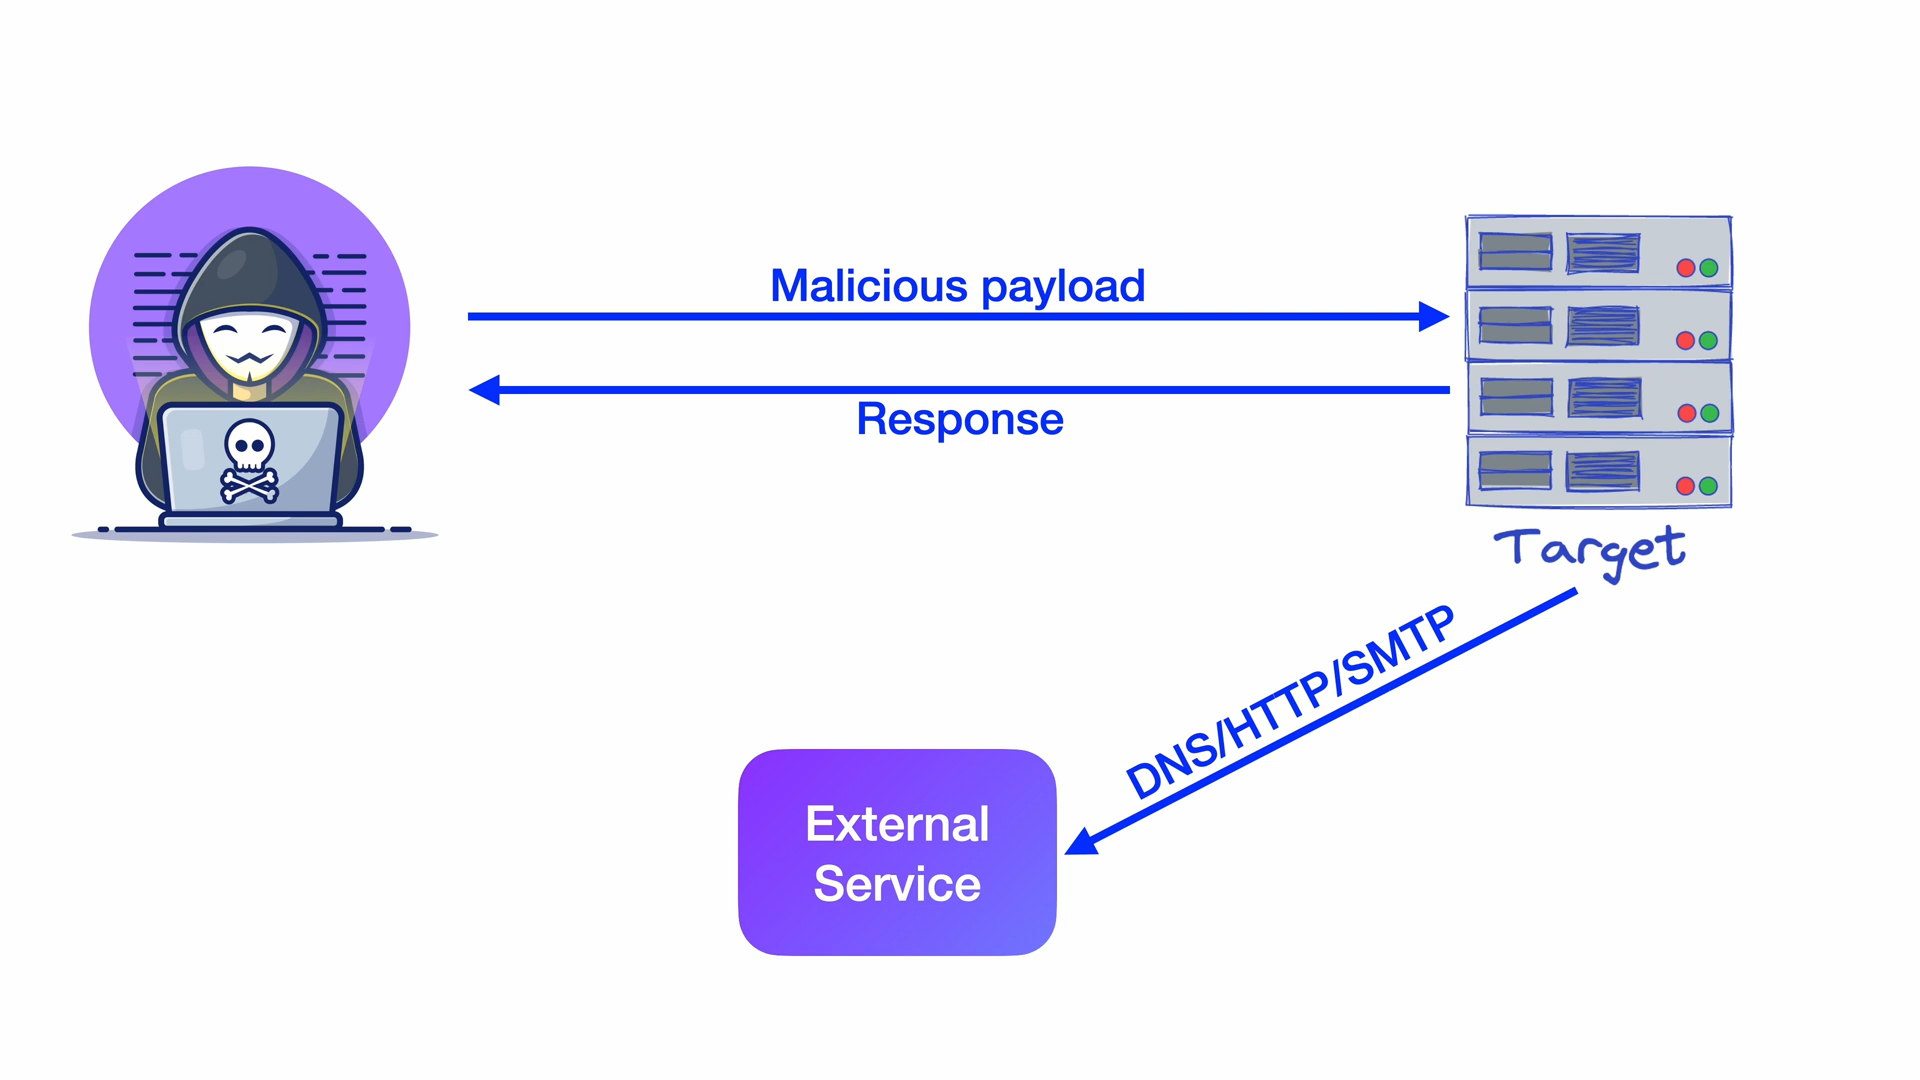 Malicious payload
Response
Target
DNS/HTTP/SMTP
External
Service